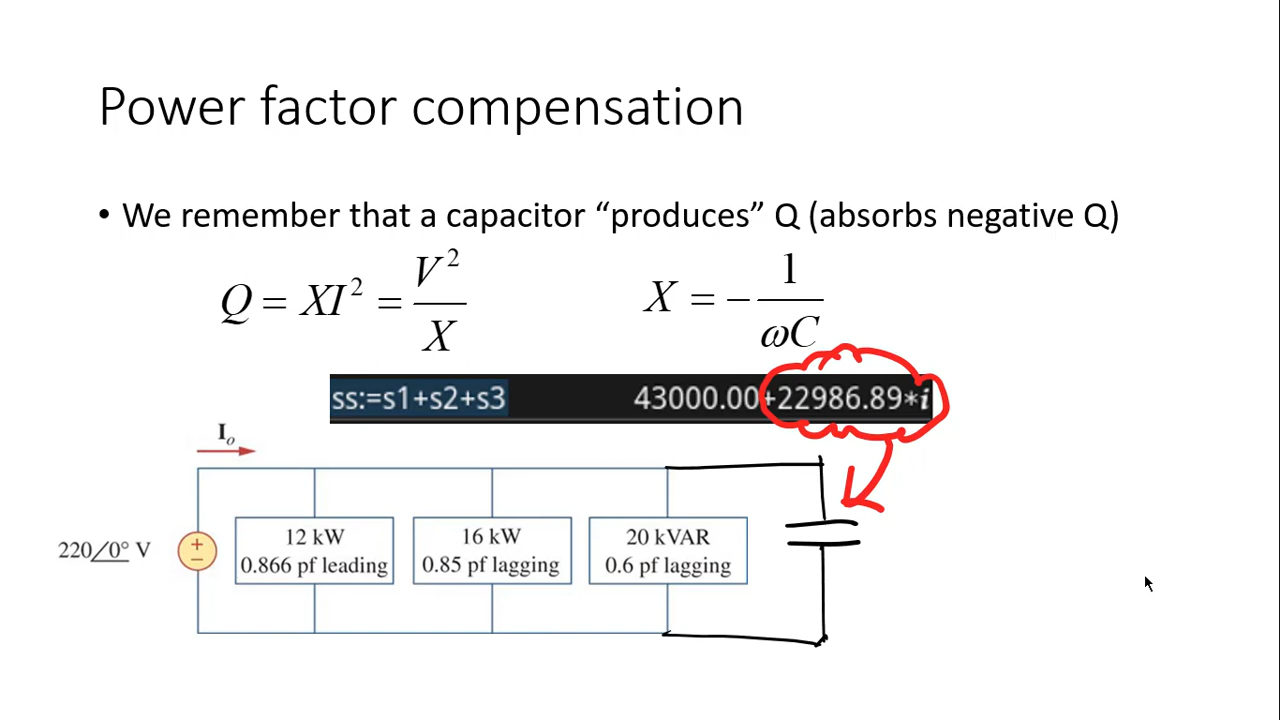 Power factor compensation
• We remember that a capacitor “produces” Q (absorbs negative Q)
Q = XI² = V²/X
X = −1/ωC
ss:=s1+s2+s3 43000.00+22986.89*i
Iₒ
220/0° V
+
−
12 kW
0.866 pf leading
16 kW
0.85 pf lagging
20 kVAR
0.6 pf lagging